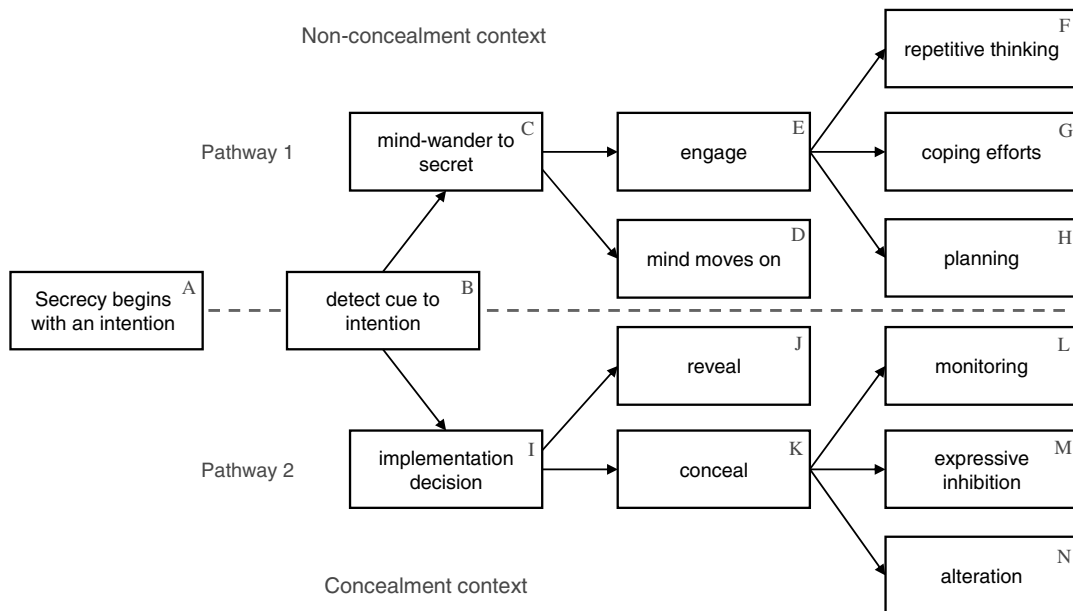 Non-concealment context
F
repetitive thinking
Pathway 1
C
mind-wander to
secret
E
engage
G
coping efforts
D
mind moves on
H
planning
A
Secrecy begins
with an intention
B
detect cue to
intention
J
reveal
L
monitoring
Pathway 2
I
implementation
decision
K
conceal
M
expressive
inhibition
N
alteration
Concealment context